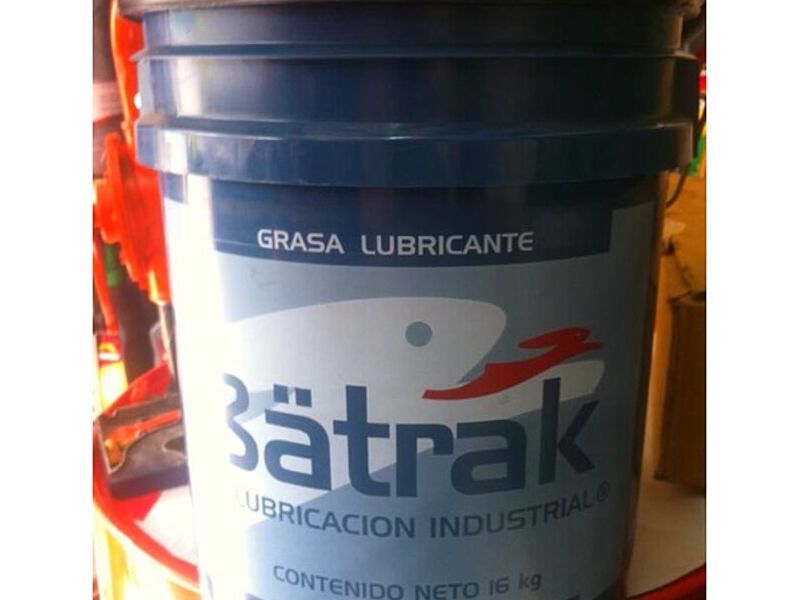 GRASA LUBRICANTE
Bätrak
LUBRICACION INDUSTRIAL®
CONTENIDO NETO 16 kg